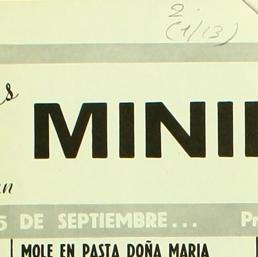 2.
(1/13)
MINI
5 DE SEPTIEMBRE...
MOLE EN PASTA DOÑA MARIA